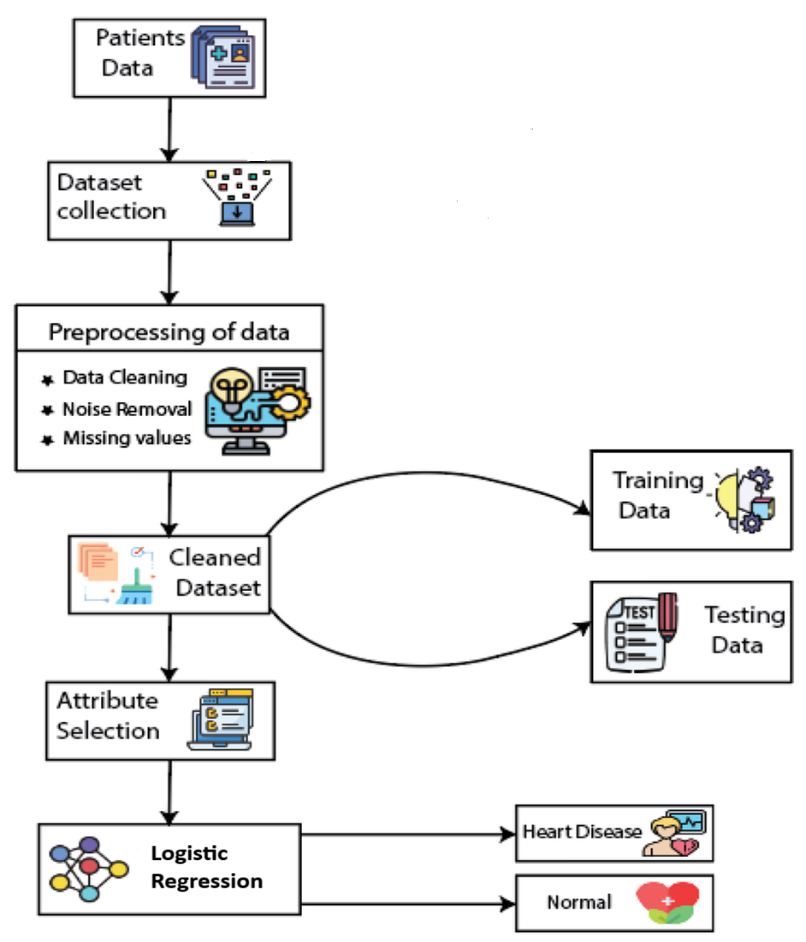 Patients
Data
Dataset
collection
Preprocessing of data
Data Cleaning
Noise Removal
Missing values
Training
Data
Cleaned
Dataset
TEST
Testing
Data
Attribute
Selection
Logistic
Regression
Heart Disease
Normal